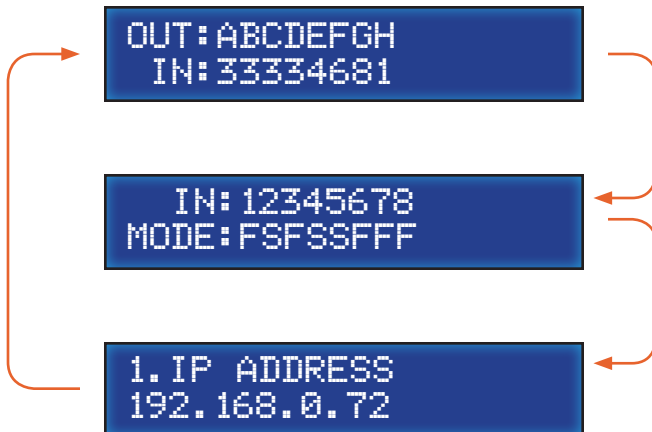 OUT:ABCDEFGH
IN:33334681
IN:12345678
MODE:FSFSSFFF
1.IP ADDRESS
192.168.0.72